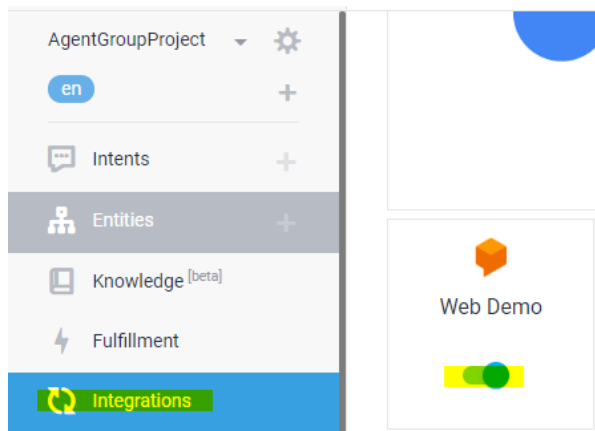 AgentGroupProject
en
Intents
Entities
Knowledge [beta]
Fulfillment
Integrations
Web Demo